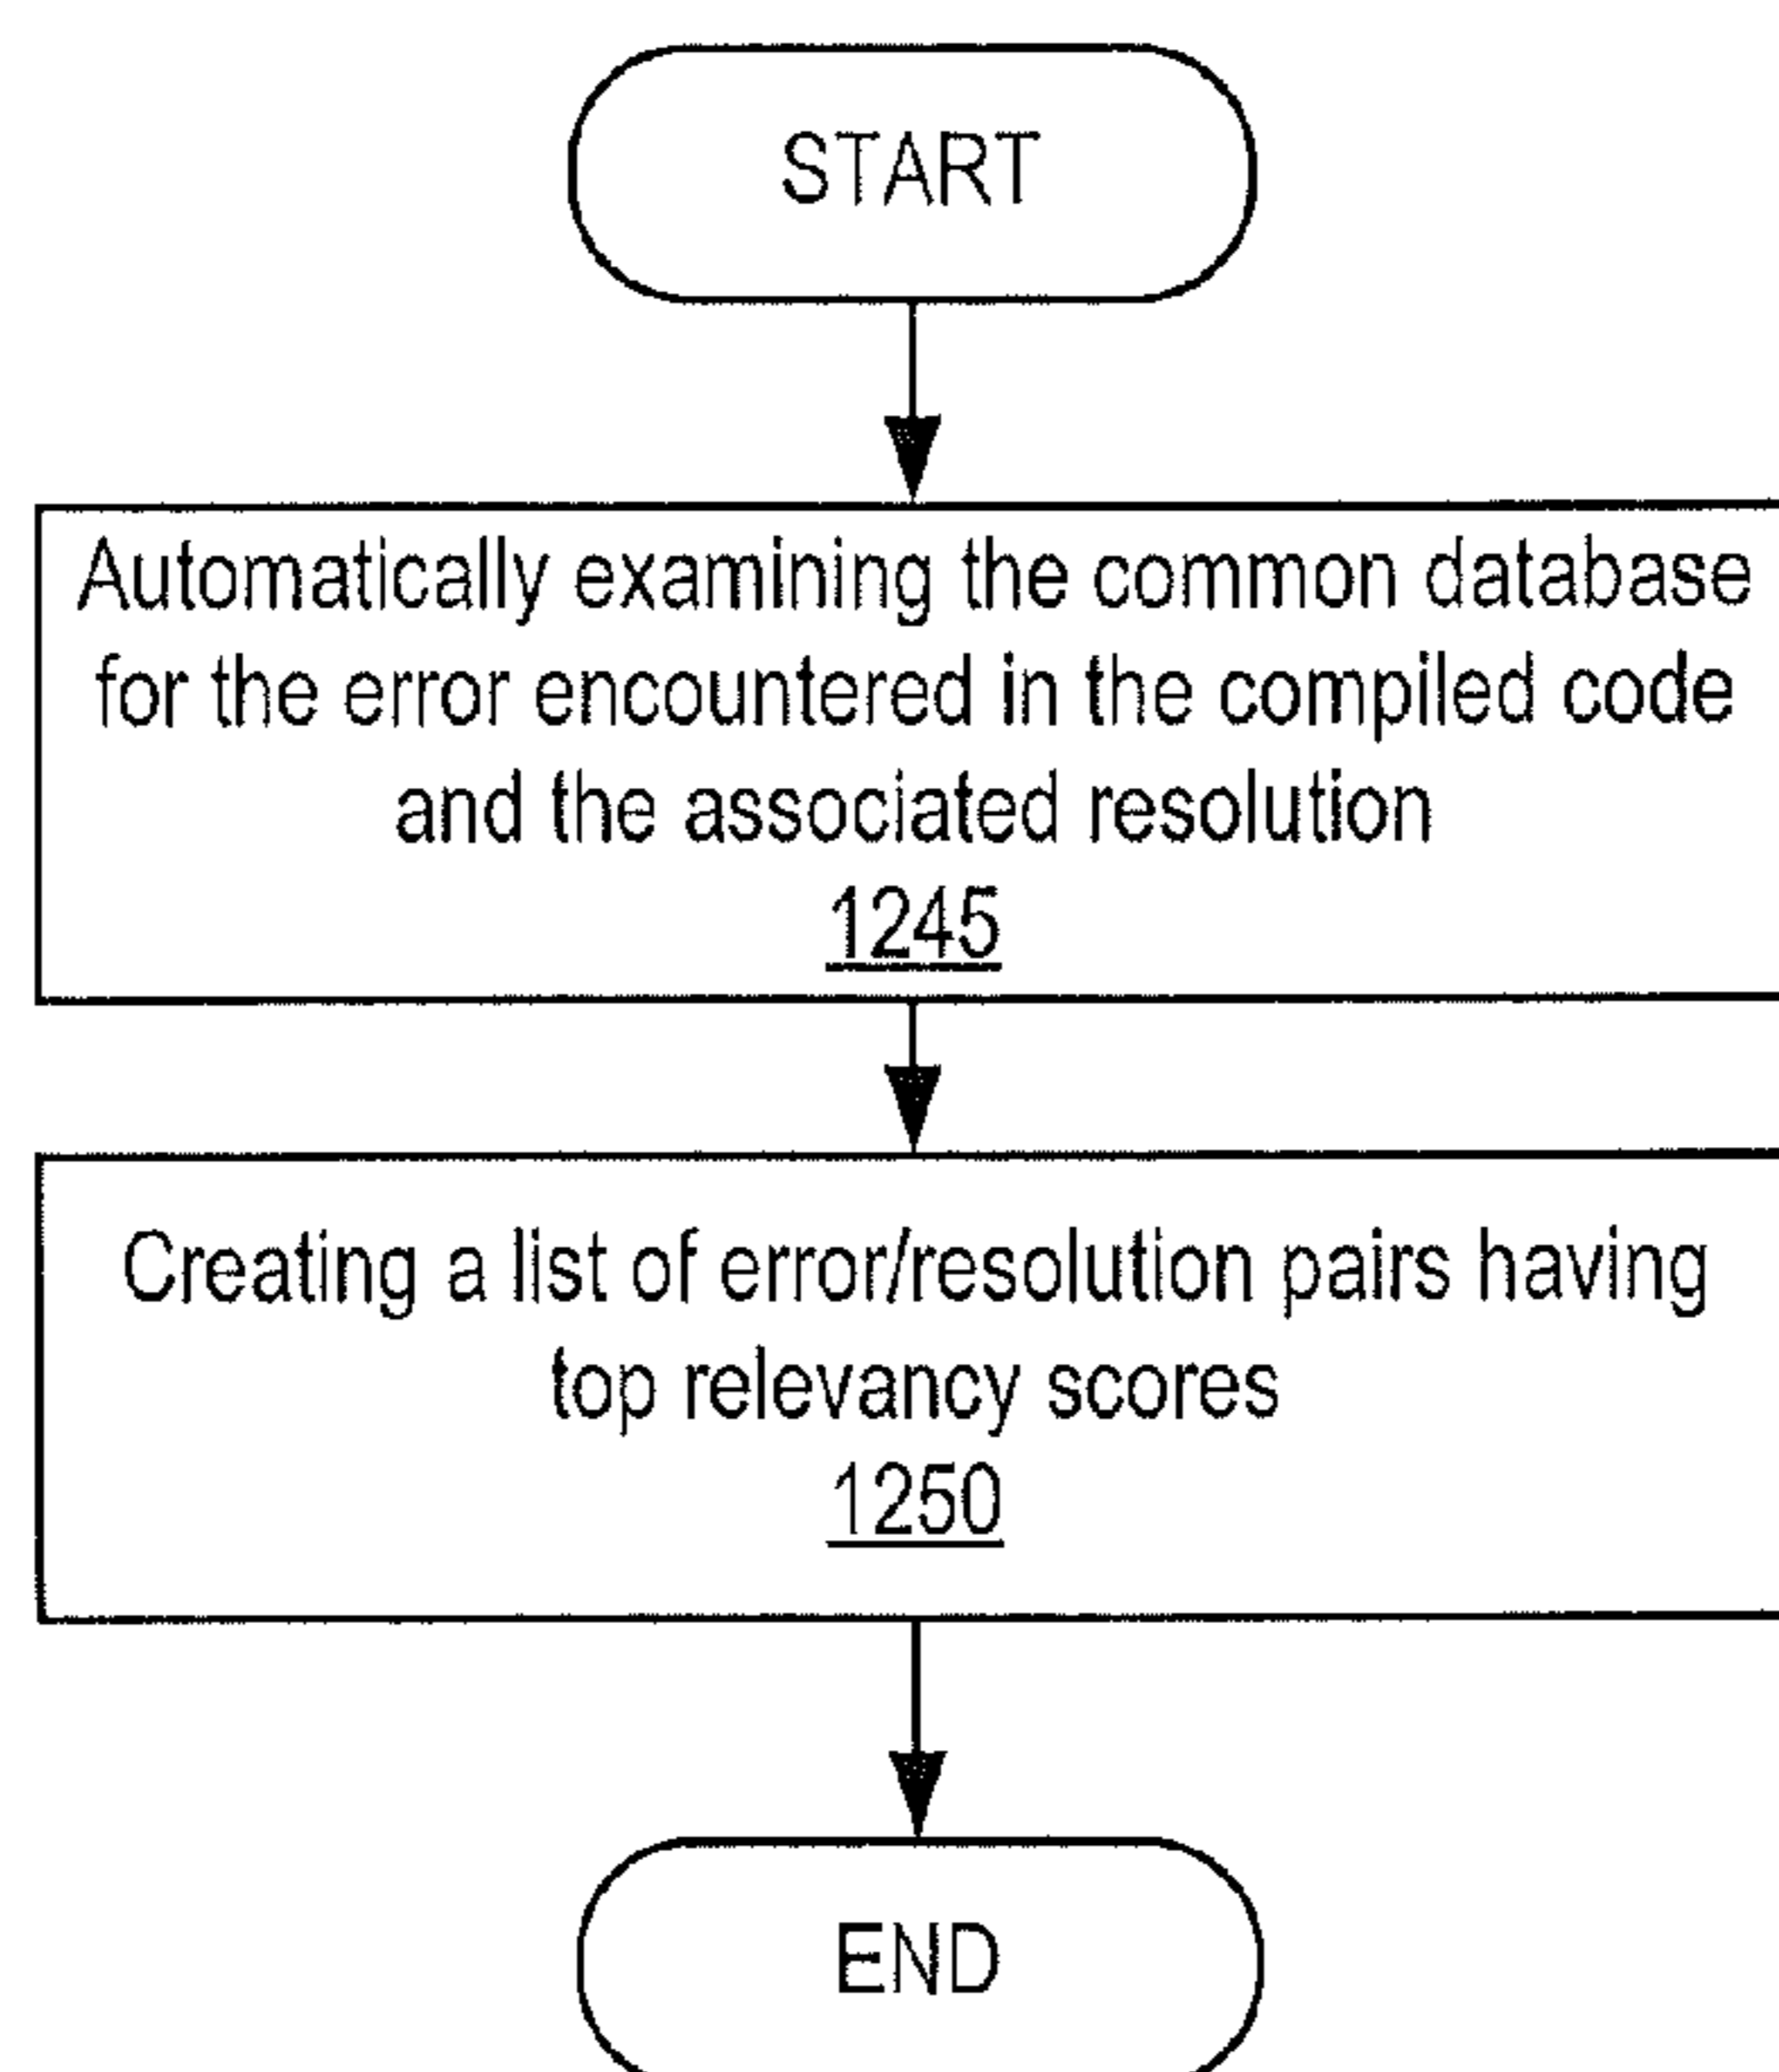 START
Automatically examining the common database
for the error encountered in the compiled code
and the associated resolution
1245
Creating a list of error/resolution pairs having
top relevancy scores
1250
END